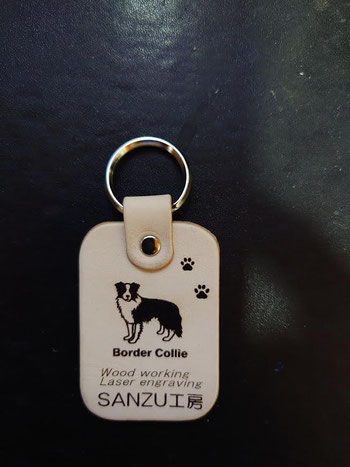 Border Collie
Wood working
Laser engraving
SANZU工房